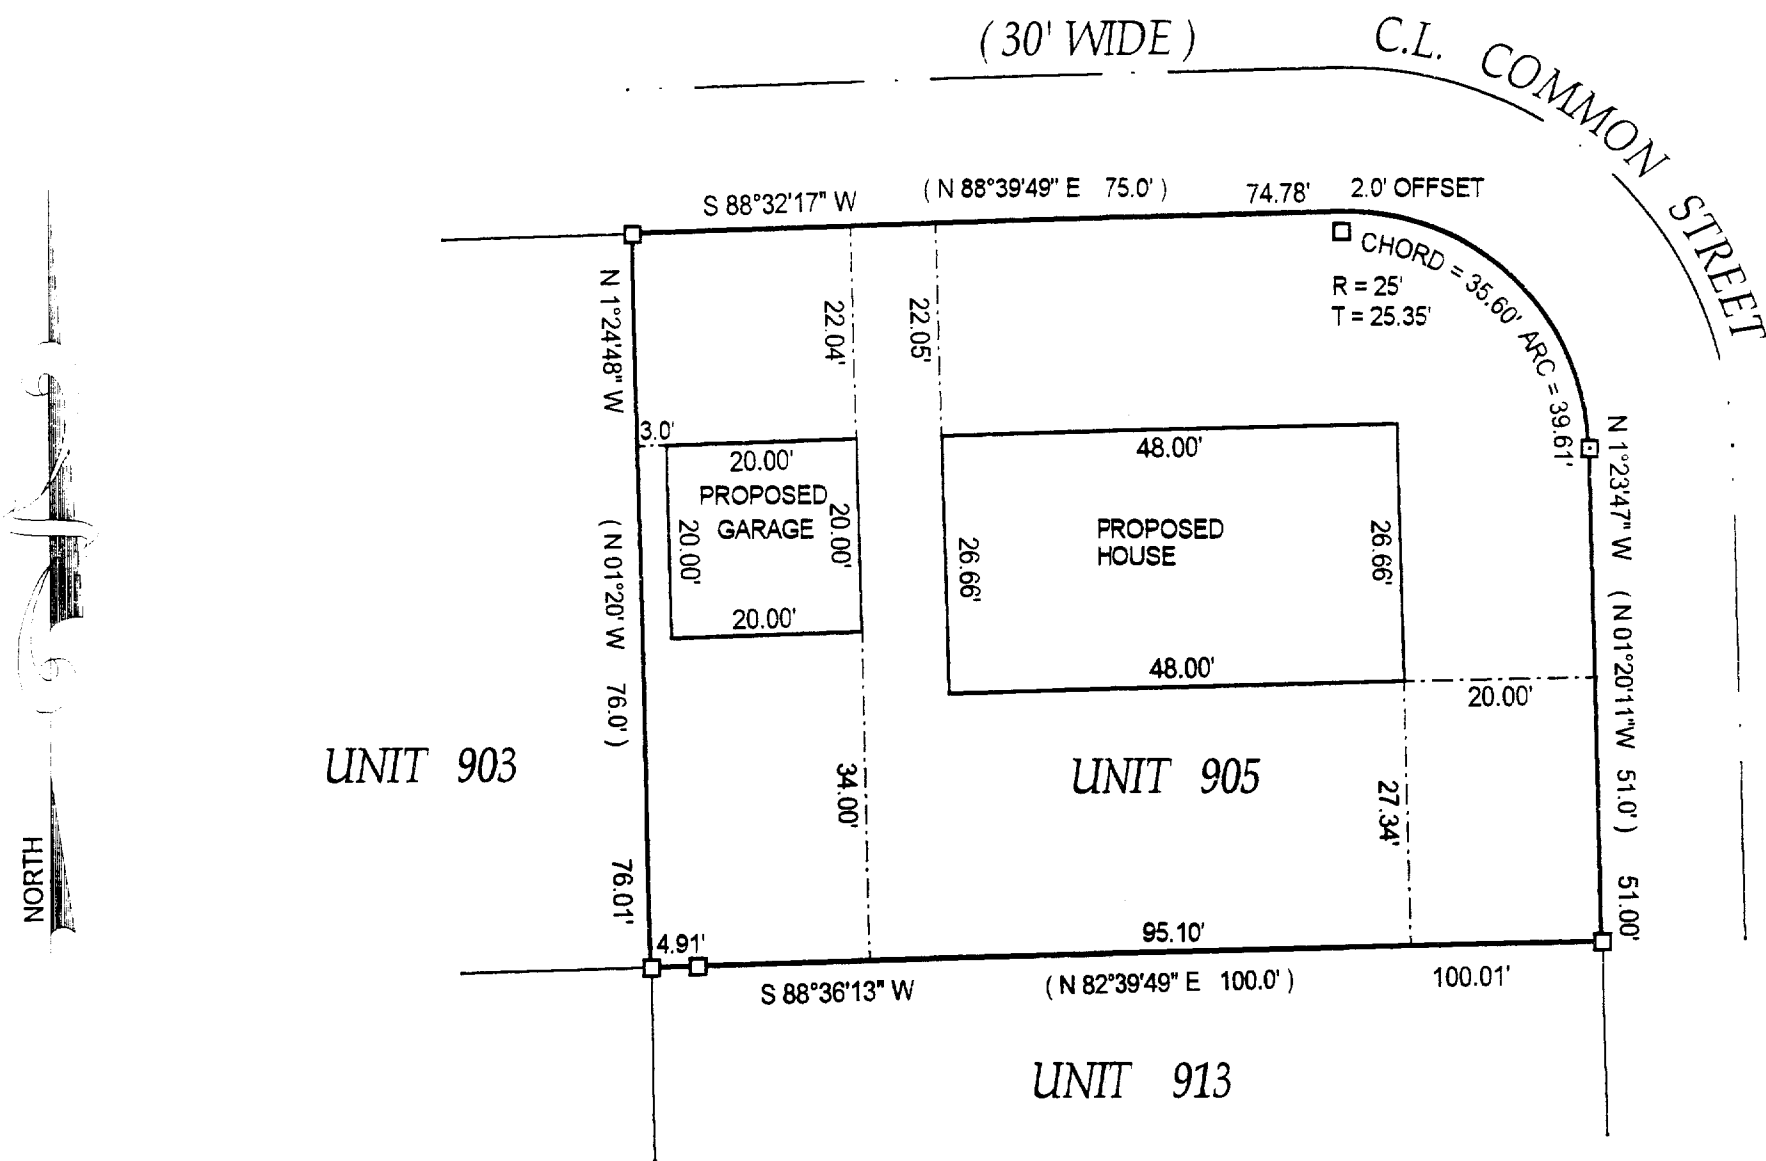 ( 30' WIDE )
C.L. COMMON STREET
S 88°32'17" W ( N 88°39'49" E 75.0' ) 74.78' 2.0' OFFSET
CHORD = 35.60' ARC = 39.61'
R = 25'
T = 25.35'
N 1°24'48" W ( N 01°20' W 76.0' ) 76.01'
22.04'
22.05'
N 1°23'47" W ( N 01°20'11" W 51.0' ) 51.00'
3.0'
20.00'
PROPOSED
GARAGE
20.00'
20.00'
20.00'
48.00'
PROPOSED
HOUSE
26.66'
26.66'
48.00'
20.00'
UNIT 903
UNIT 905
34.00'
27.34'
NORTH
4.91'
95.10'
S 88°36'13" W ( N 82°39'49" E 100.0' ) 100.01'
UNIT 913